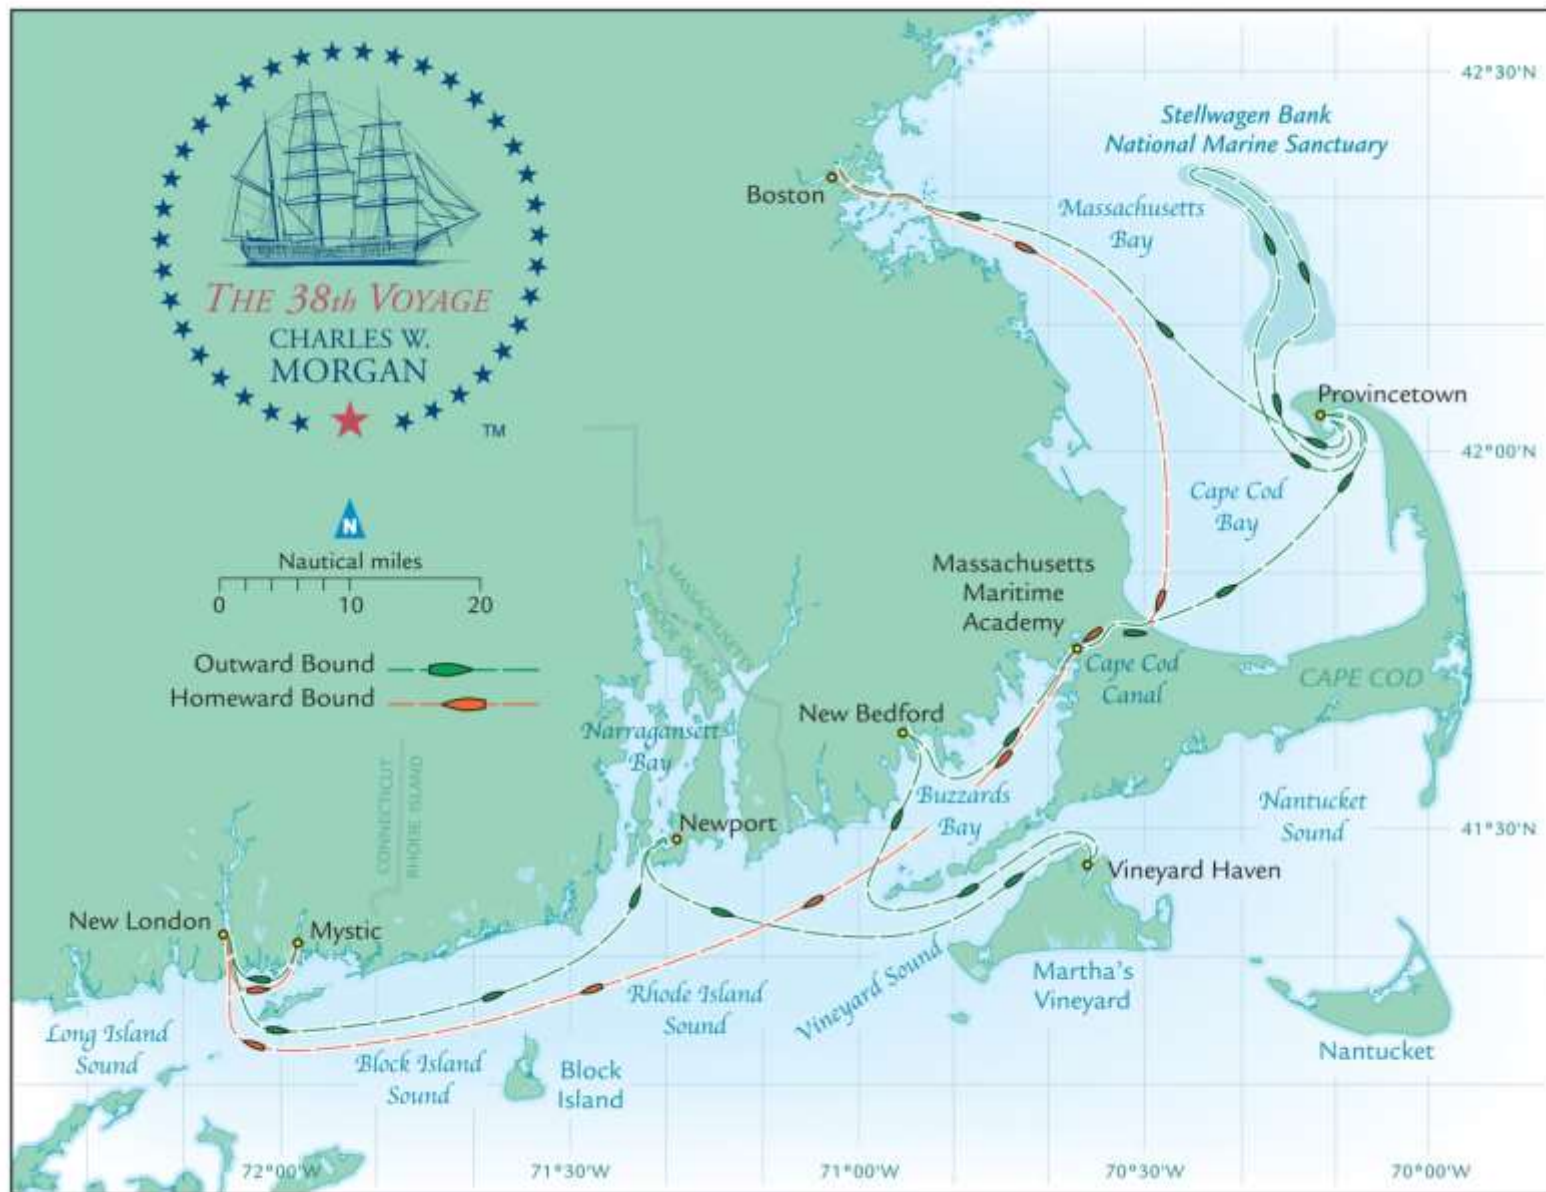 THE 38th VOYAGE
CHARLES W.
MORGAN
TM
N
Nautical miles
0 10 20
Outward Bound
Homeward Bound
42°30'N
Stellwagen Bank
National Marine Sanctuary
Boston
Massachusetts
Bay
Provincetown
42°00'N
Cape Cod
Bay
Massachusetts
Maritime
Academy
MASSACHUSETTS
RHODE ISLAND
Cape Cod
Canal
CAPE COD
New Bedford
Narragansett
Bay
CONNECTICUT
RHODE ISLAND
Buzzards
Bay
Nantucket
Sound
Newport
41°30'N
Vineyard Haven
New London
Mystic
Vineyard Sound
Martha's
Vineyard
Rhode Island
Sound
Long Island
Sound
Block Island
Sound
Block
Island
Nantucket
72°00'W 71°30'W 71°00'W 70°30'W 70°00'W